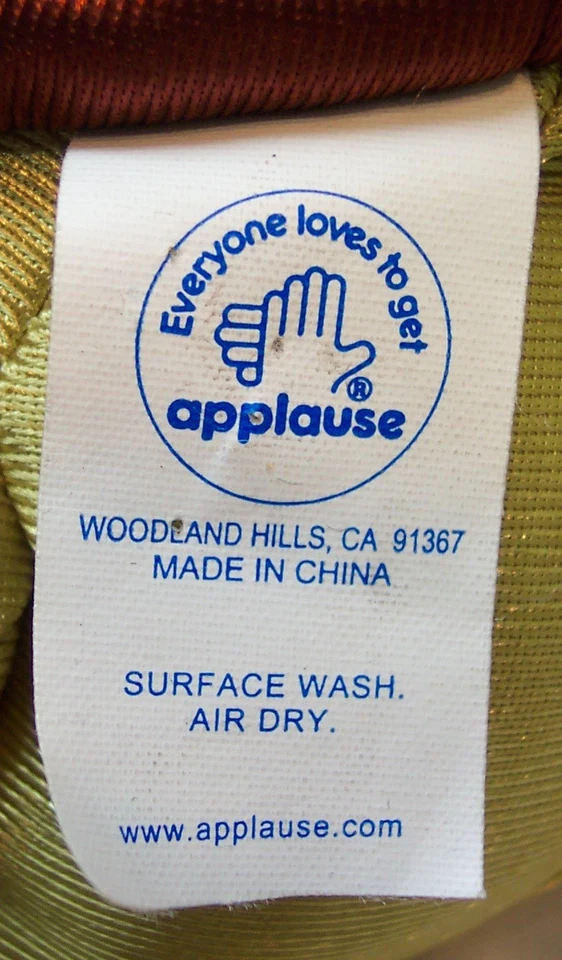 Everyone loves to get
®
applause
WOODLAND HILLS, CA 91367
MADE IN CHINA
SURFACE WASH.
AIR DRY.
www.applause.com